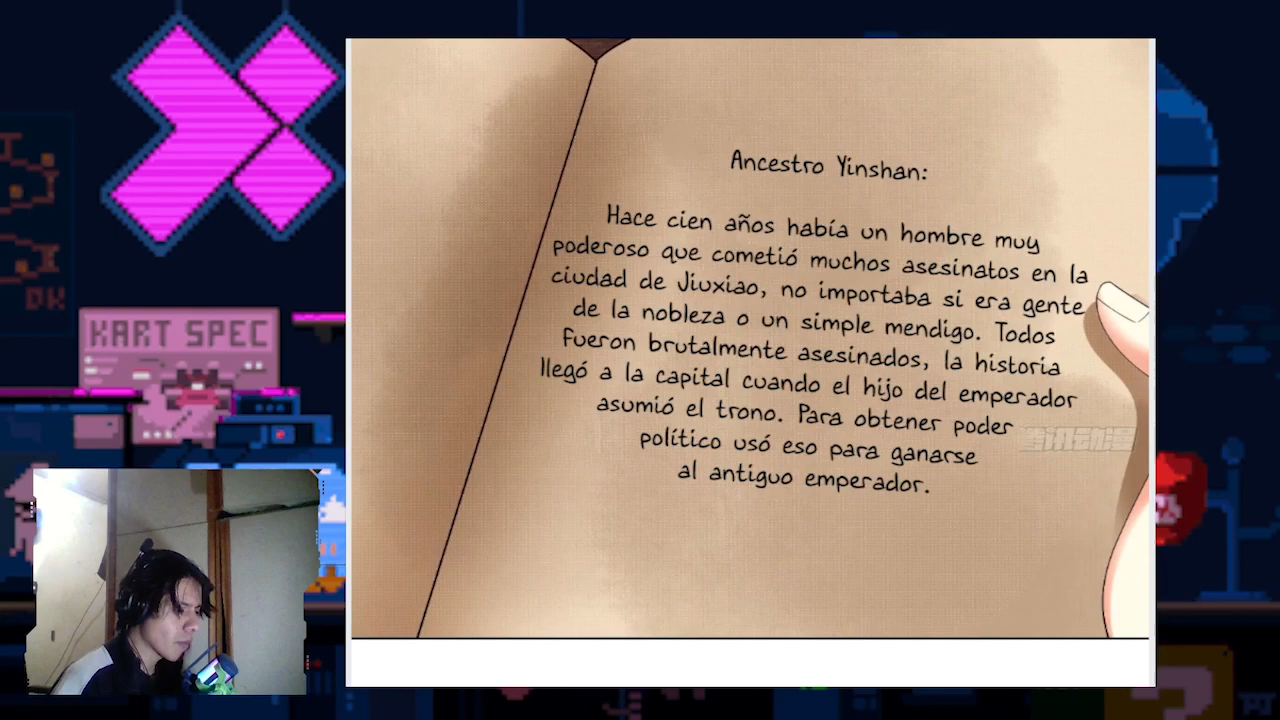 DK
KART SPEC
Ancestro Yinshan:
Hace cien años había un hombre muy
poderoso que cometió muchos asesinatos en la
ciudad de Jiuxiao, no importaba si era gente
de la nobleza o un simple mendigo. Todos
fueron brutalmente asesinados, la historia
llegó a la capital cuando el hijo del emperador
asumió el trono. Para obtener poder
político usó eso para ganarse
al antiguo emperador.